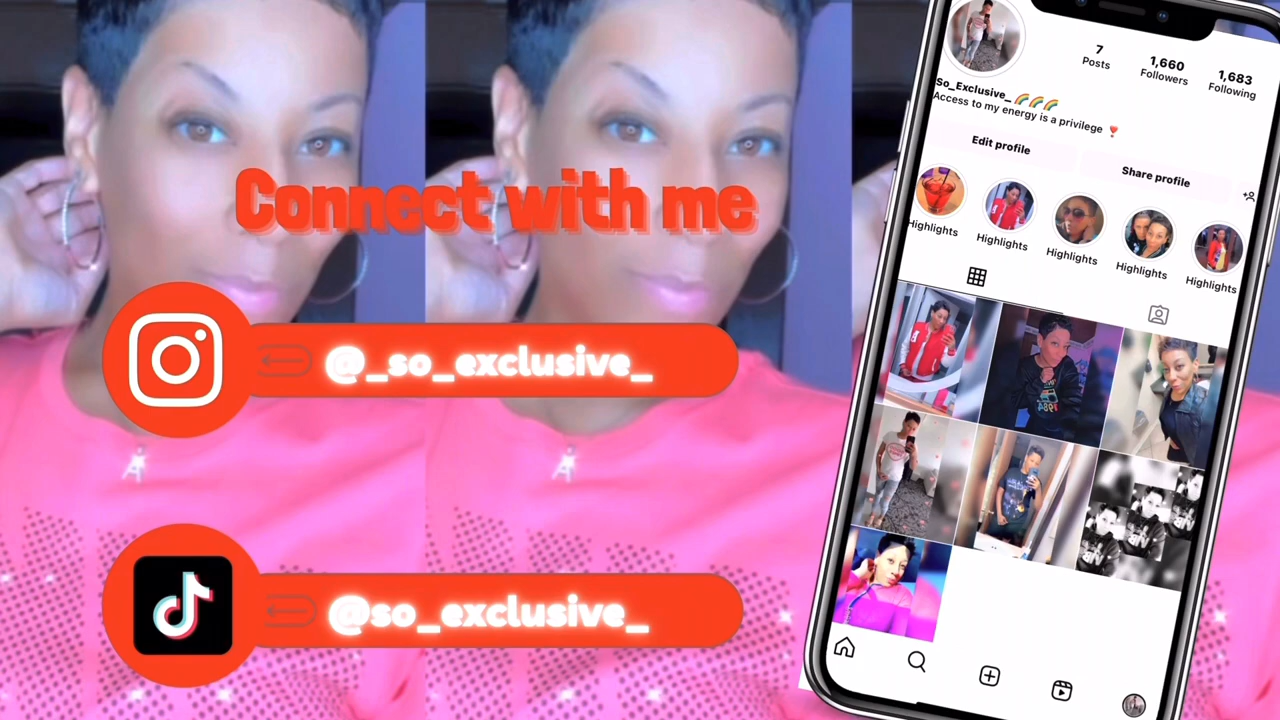 Connect with me
@_so_exclusive_
@so_exclusive_
7
Posts
1,660
Followers
1,683
Following
So_Exclusive_ 🌈🌈🌈
Access to my energy is a privilege ❣️
Edit profile
Share profile
Highlights
Highlights
Highlights
Highlights
Highlights
A
A
1984